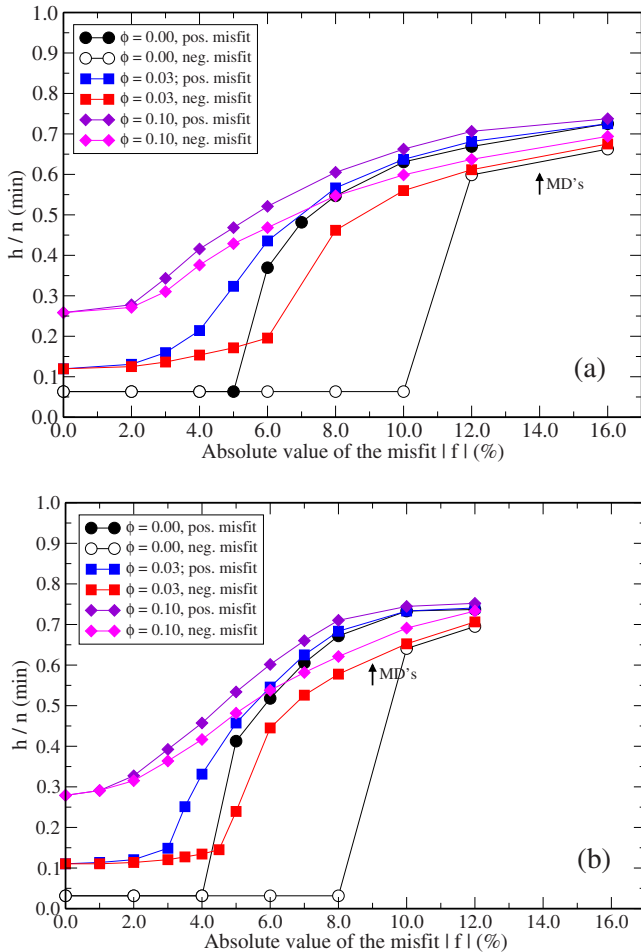 1.0
0.9
0.8
0.7
0.6
0.5
0.4
0.3
0.2
0.1
0.0
h / n (min)
ϕ = 0.00, pos. misfit
ϕ = 0.00, neg. misfit
ϕ = 0.03; pos. misfit
ϕ = 0.03, neg. misfit
ϕ = 0.10, pos. misfit
ϕ = 0.10, neg. misfit
MD's
(a)
0.0 2.0 4.0 6.0 8.0 10.0 12.0 14.0 16.0
Absolute value of the misfit | f | (%)
1.0
0.9
0.8
0.7
0.6
0.5
0.4
0.3
0.2
0.1
0.0
h / n (min)
ϕ = 0.00, pos. misfit
ϕ = 0.00, neg. misfit
ϕ = 0.03; pos. misfit
ϕ = 0.03, neg. misfit
ϕ = 0.10, pos. misfit
ϕ = 0.10, neg. misfit
MD's
(b)
0.0 2.0 4.0 6.0 8.0 10.0 12.0 14.0 16.0
Absolute value of the misfit | f | (%)